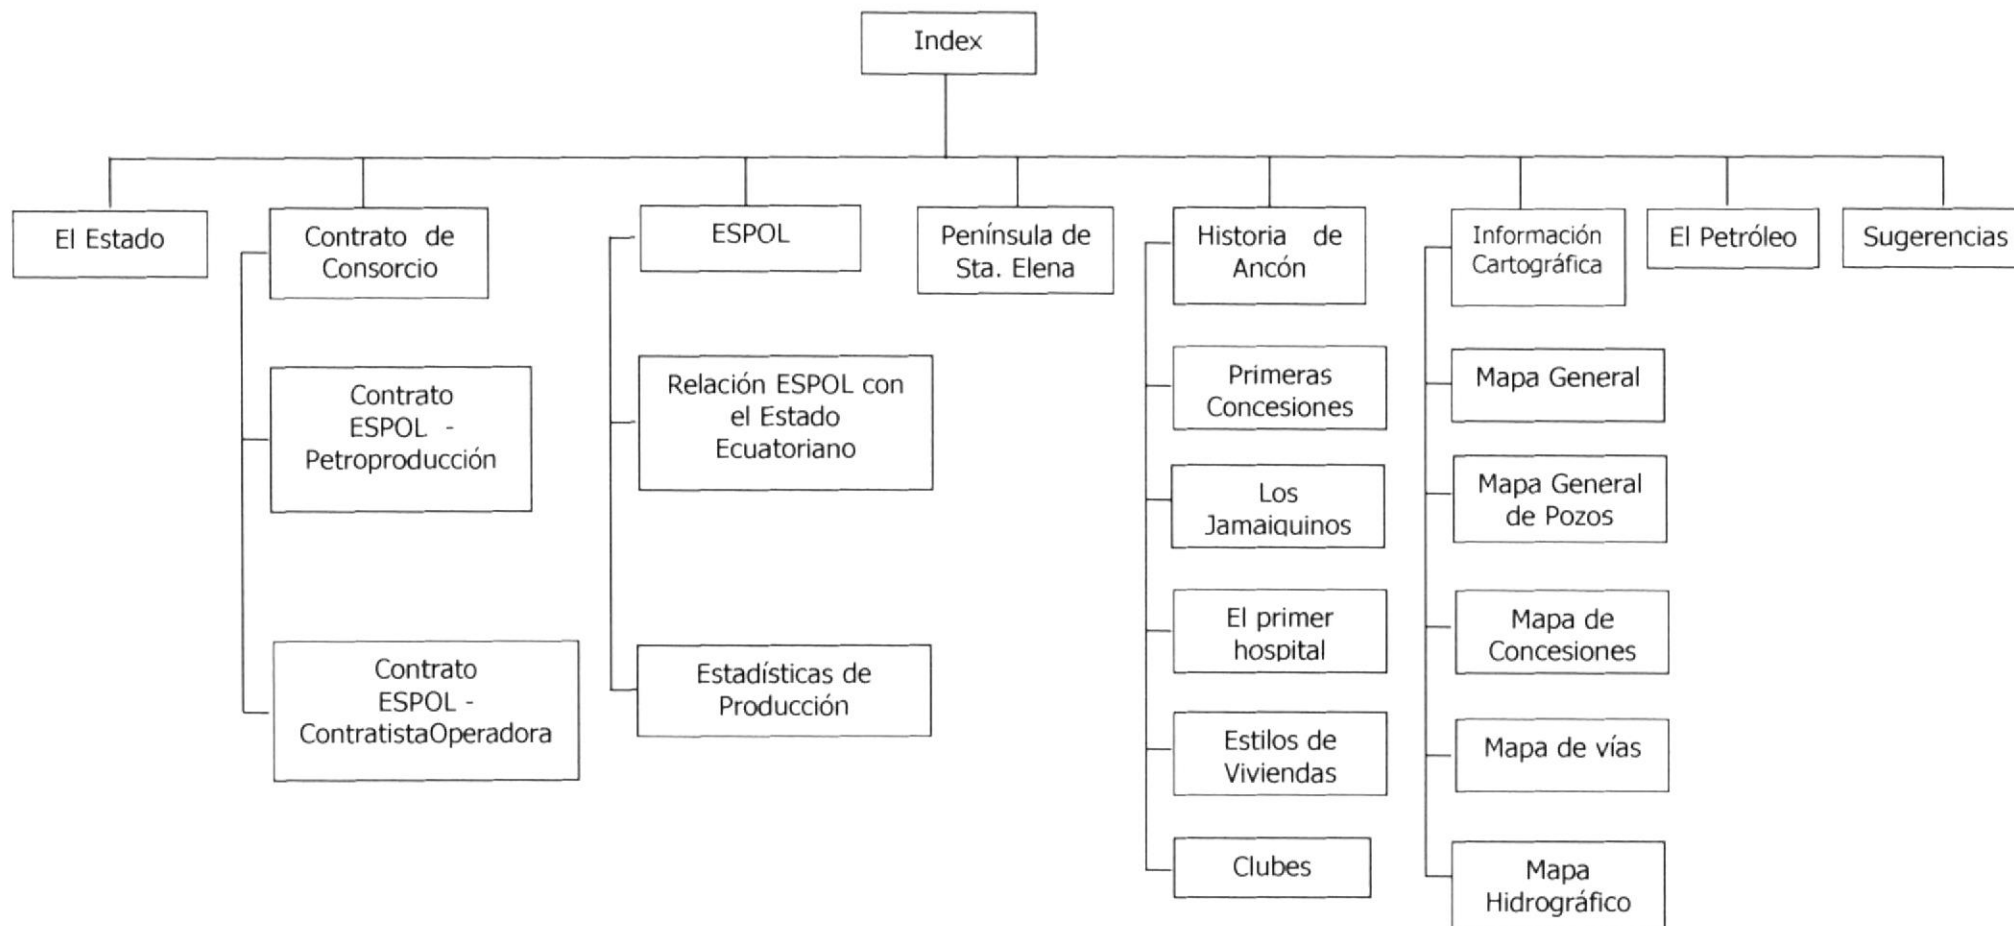 Index
El Estado
Contrato de
Consorcio
ESPOL
Península de
Sta. Elena
Historia de
Ancón
Información
Cartográfica
El Petróleo
Sugerencias
Contrato
ESPOL -
Petroproducción
Contrato
ESPOL -
ContratistaOperadora
Relación ESPOL con
el Estado
Ecuatoriano
Estadísticas de
Producción
Primeras
Concesiones
Los
Jamaiquinos
El primer
hospital
Estilos de
Viviendas
Clubes
Mapa General
Mapa General
de Pozos
Mapa de
Concesiones
Mapa de vías
Mapa
Hidrográfico